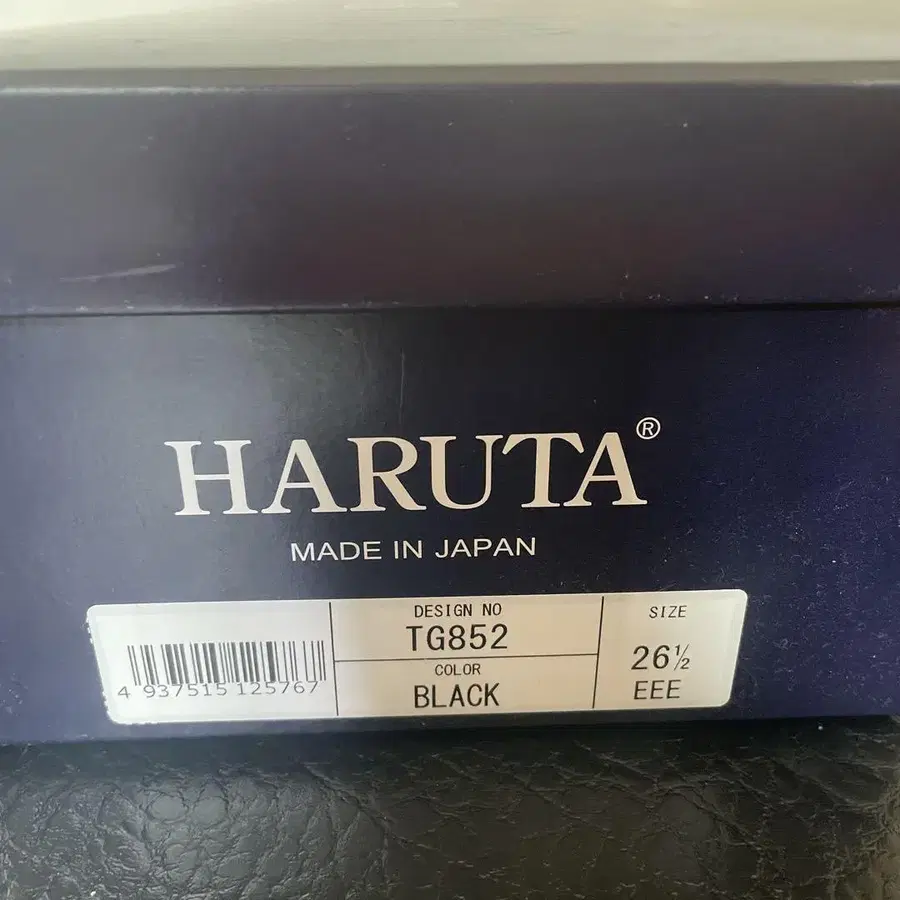 HARUTA®
MADE IN JAPAN
4 937515 125767
DESIGN NO
TG852
COLOR
BLACK
SIZE
26½
EEE